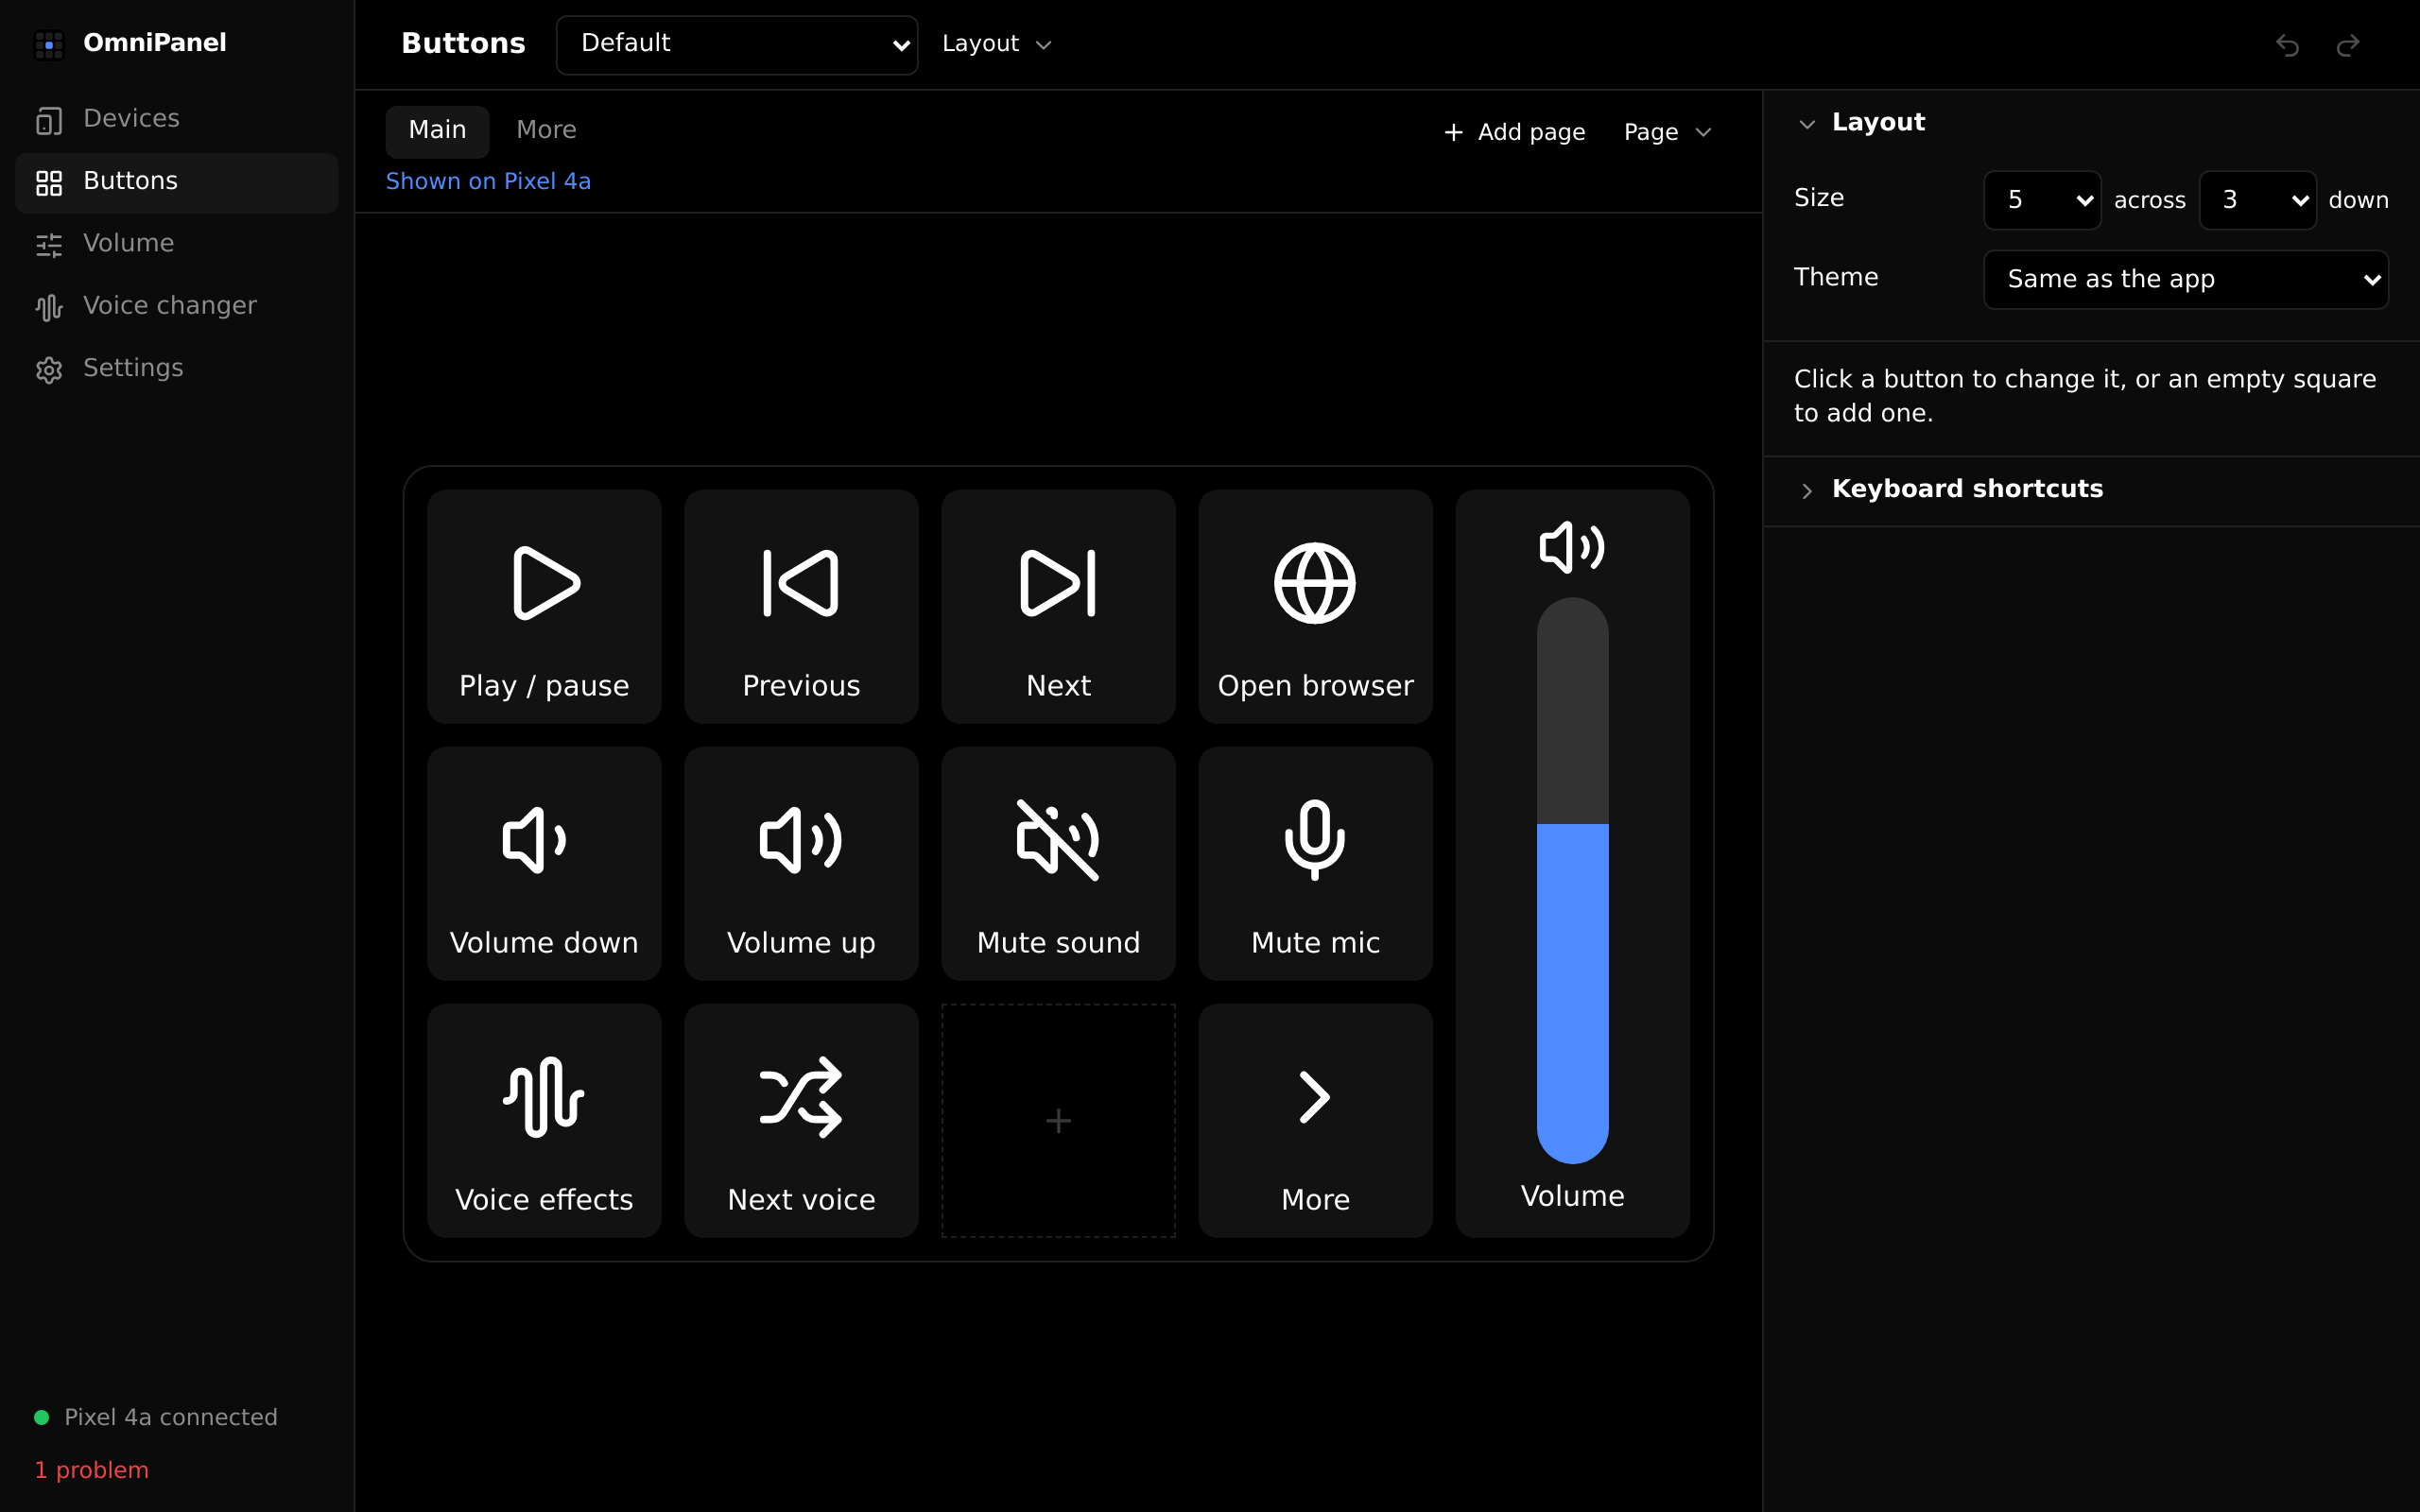 OmniPanel
Devices
Buttons
Volume
Voice changer
Settings
Pixel 4a connected
1 problem
Buttons
Default
Layout
Main
More
Add page
Page
Shown on Pixel 4a
Play / pause
Previous
Next
Open browser
Volume down
Volume up
Mute sound
Mute mic
Voice effects
Next voice
More
Volume
Layout
Size
5
across
3
down
Theme
Same as the app
Click a button to change it, or an empty square
to add one.
Keyboard shortcuts